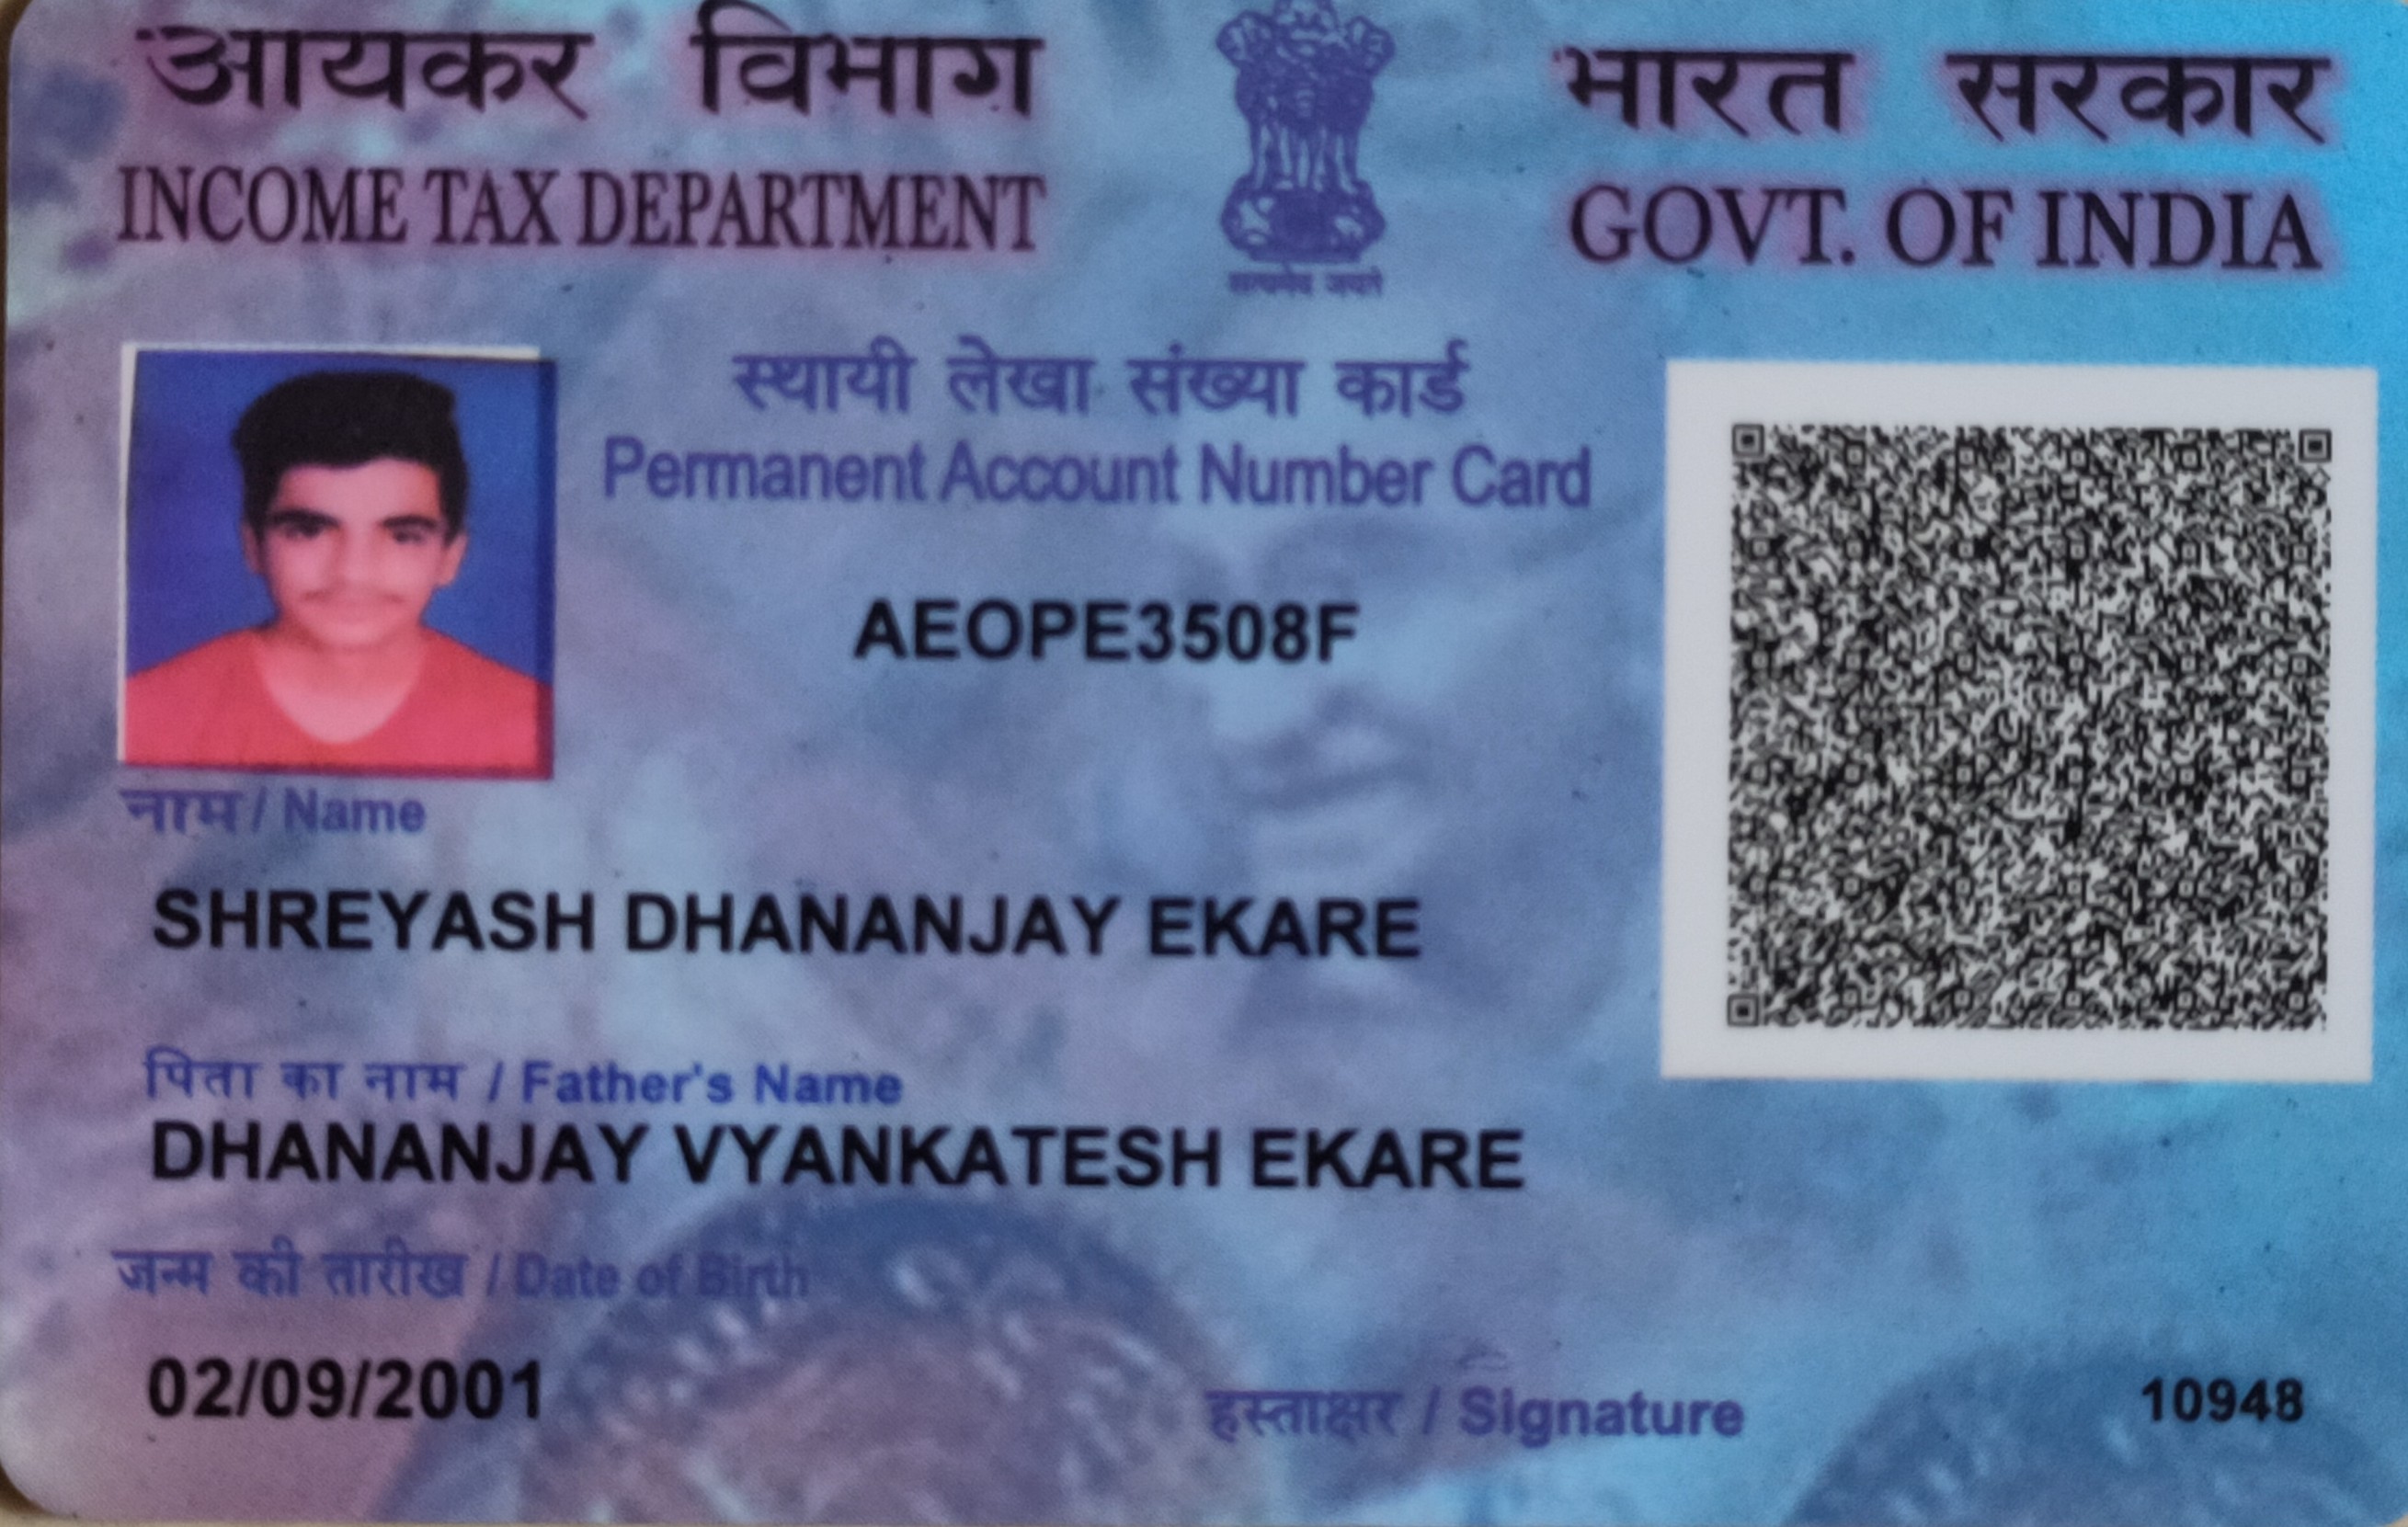 आयकर विभाग
INCOME TAX DEPARTMENT
सत्यमेव जयते
भारत सरकार
GOVT. OF INDIA
स्थायी लेखा संख्या कार्ड
Permanent Account Number Card
AEOPE3508F
नाम / Name
SHREYASH DHANANJAY EKARE
पिता का नाम / Father's Name
DHANANJAY VYANKATESH EKARE
जन्म की तारीख / Date of Birth
02/09/2001
हस्ताक्षर / Signature
10948